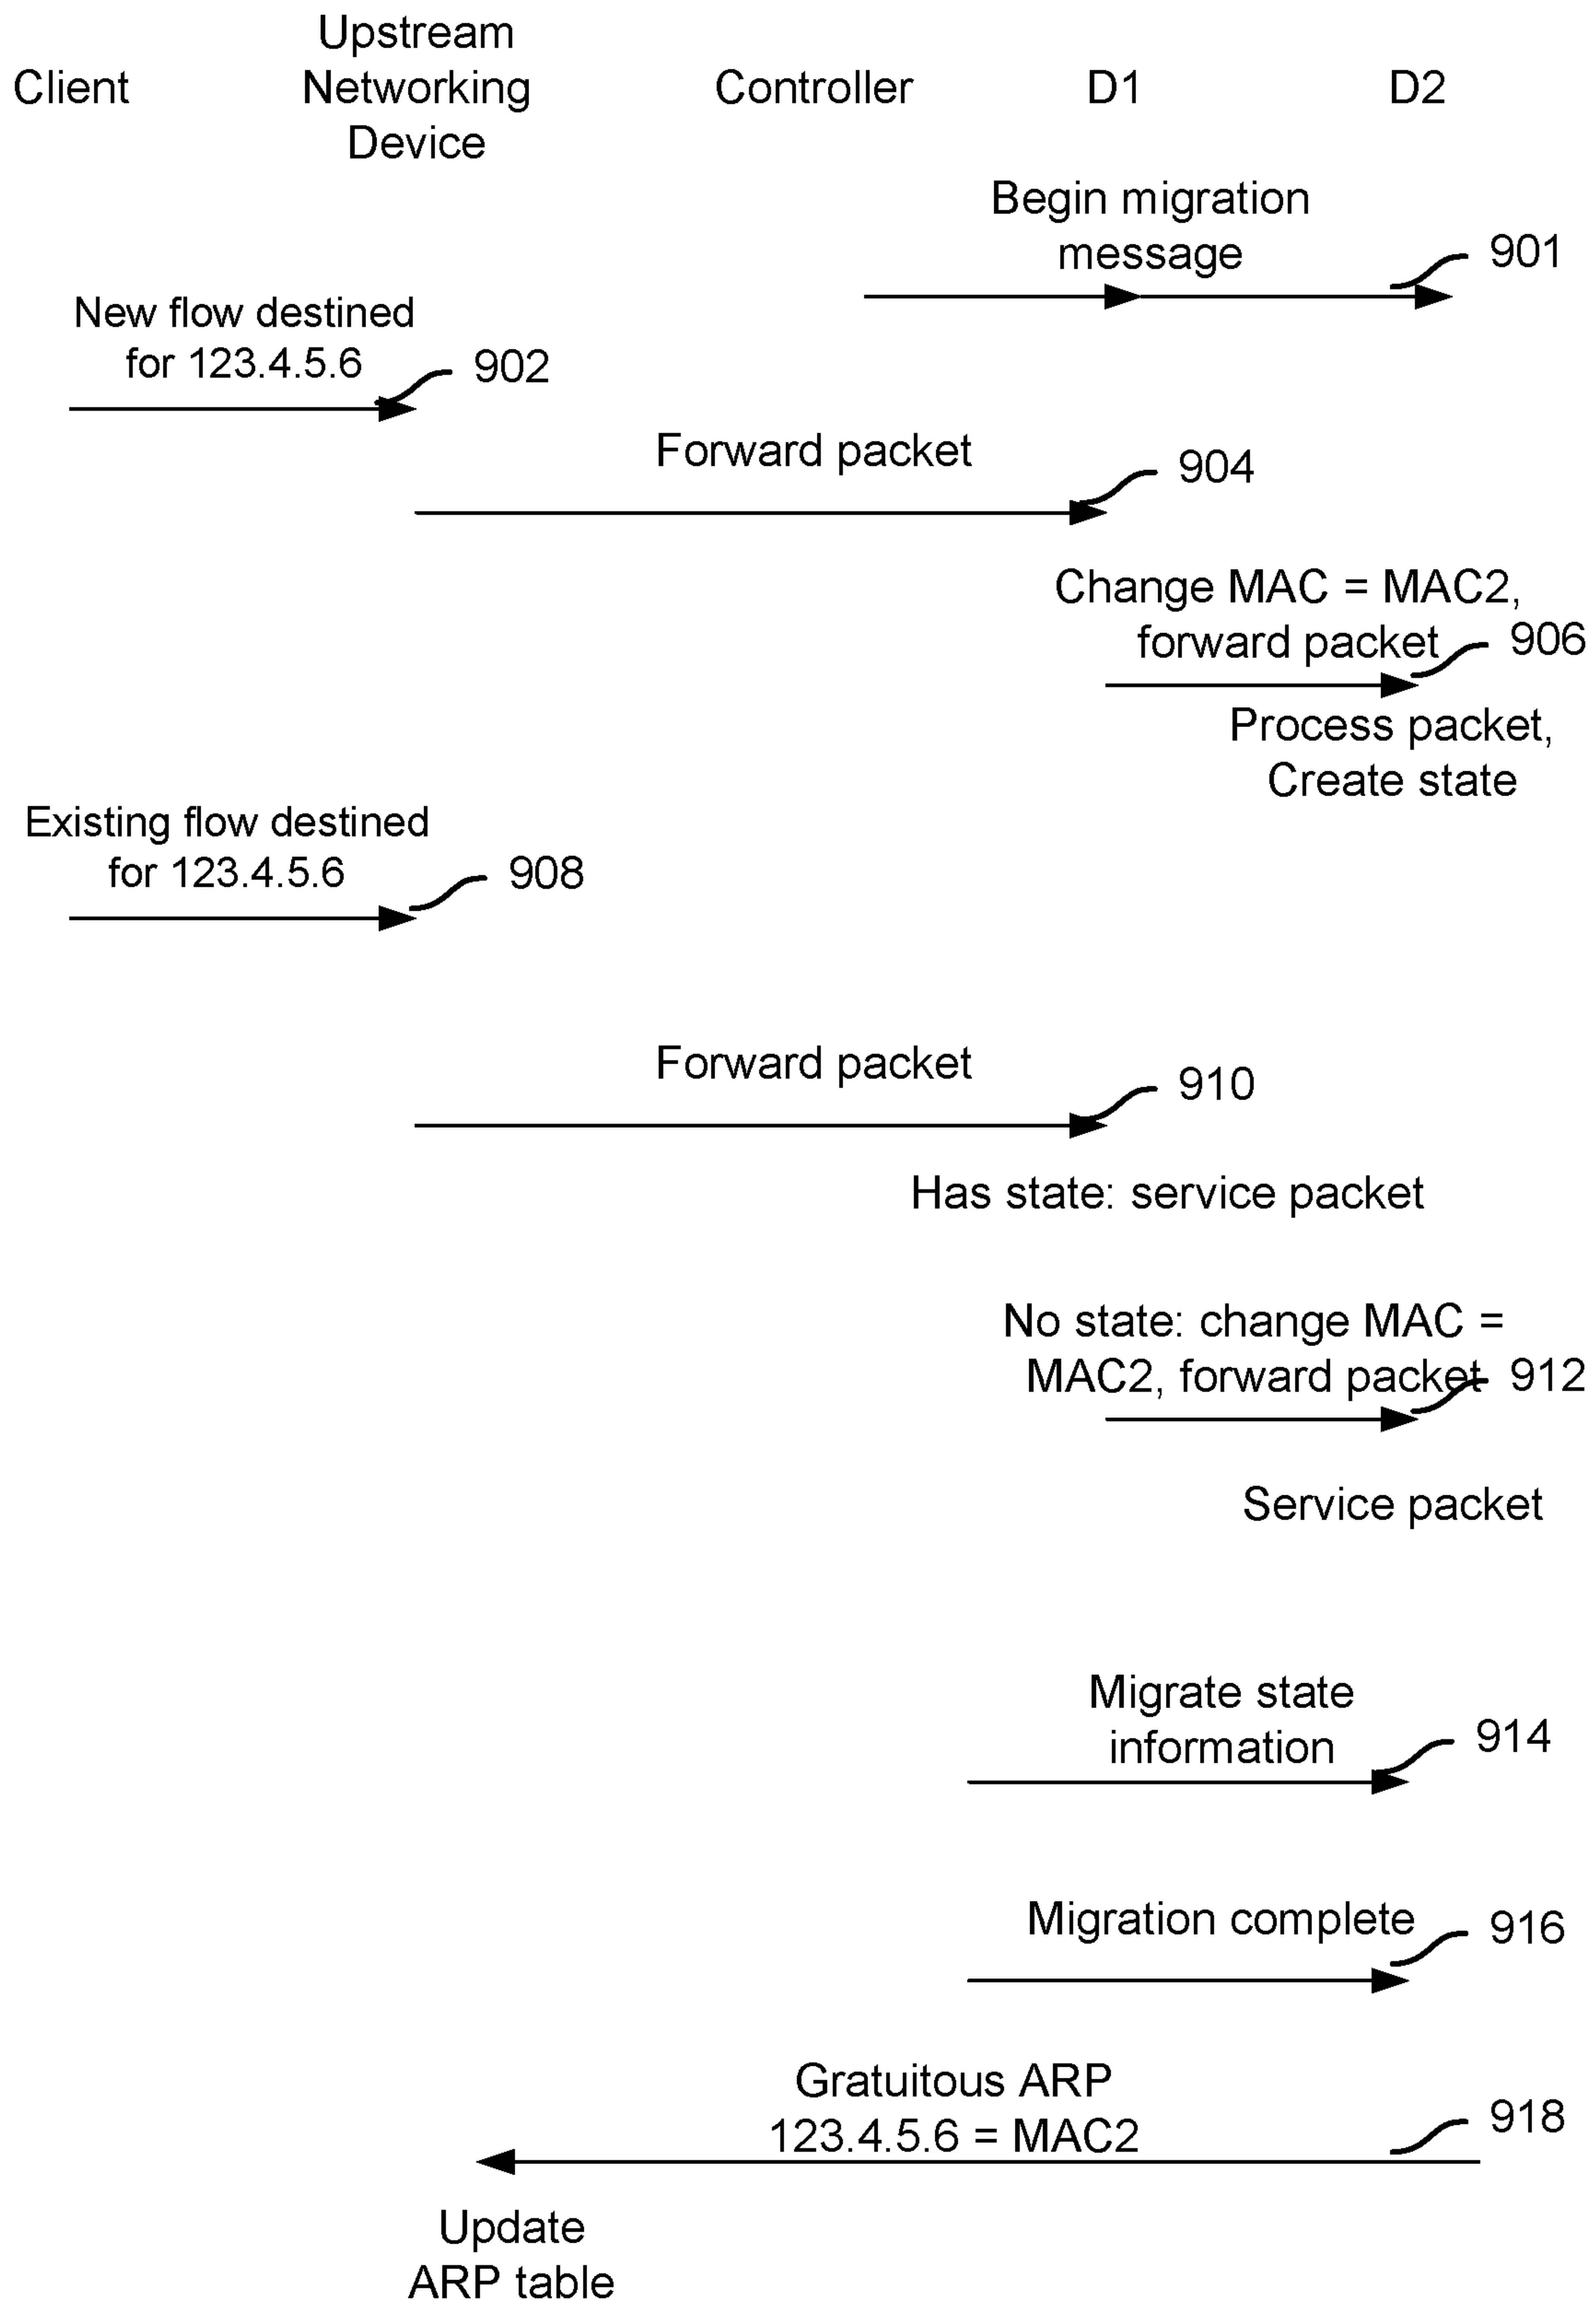 Client
Upstream
Networking
Device
Controller
D1
D2
Begin migration
message
901
New flow destined
for 123.4.5.6
902
Forward packet
904
Change MAC = MAC2,
forward packet
906
Process packet,
Create state
Existing flow destined
for 123.4.5.6
908
Forward packet
910
Has state: service packet
No state: change MAC =
MAC2, forward packet
912
Service packet
Migrate state
information
914
Migration complete
916
Gratuitous ARP
123.4.5.6 = MAC2
918
Update
ARP table